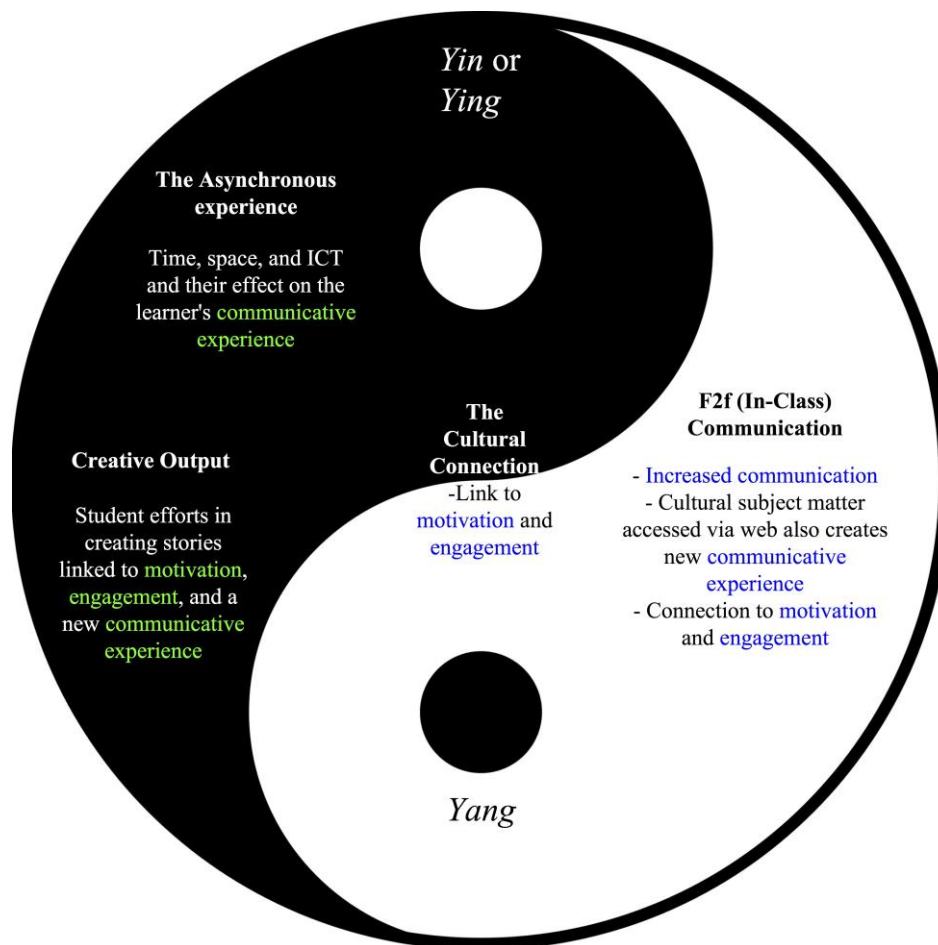 Yin or
Ying
The Asynchronous
experience
Time, space, and ICT
and their effect on the
learner's communicative
experience
Creative Output
Student efforts in
creating stories
linked to motivation,
engagement, and a
new communicative
experience
The
Cultural
Connection
-Link to
motivation and
engagement
F2f (In-Class)
Communication
- Increased communication
- Cultural subject matter
accessed via web also creates
new communicative
experience
- Connection to motivation
and engagement
Yang